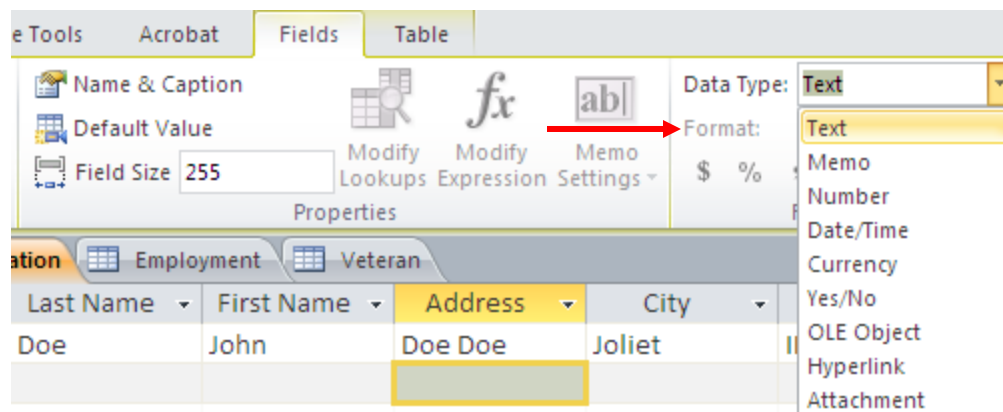 e Tools Acrobat Fields Table
Name & Caption
Default Value
Field Size 255
Modify Lookups
Modify Expression
ab|
Memo Settings
Properties
Data Type: Text
Format:
$ %
Text
Memo
Number
Date/Time
Currency
Yes/No
OLE Object
Hyperlink
Attachment
ation Employment Veteran
Last Name First Name Address City
Doe John Doe Doe Joliet